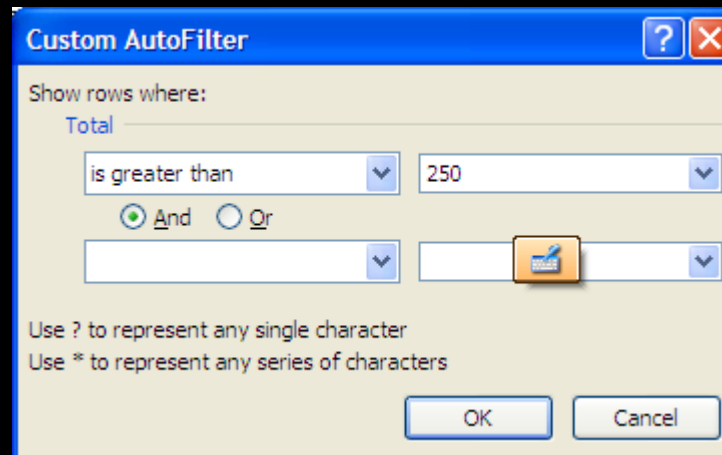 Custom AutoFilter
Show rows where:
Total
is greater than 250
And Or
Use ? to represent any single character
Use * to represent any series of characters
OK Cancel